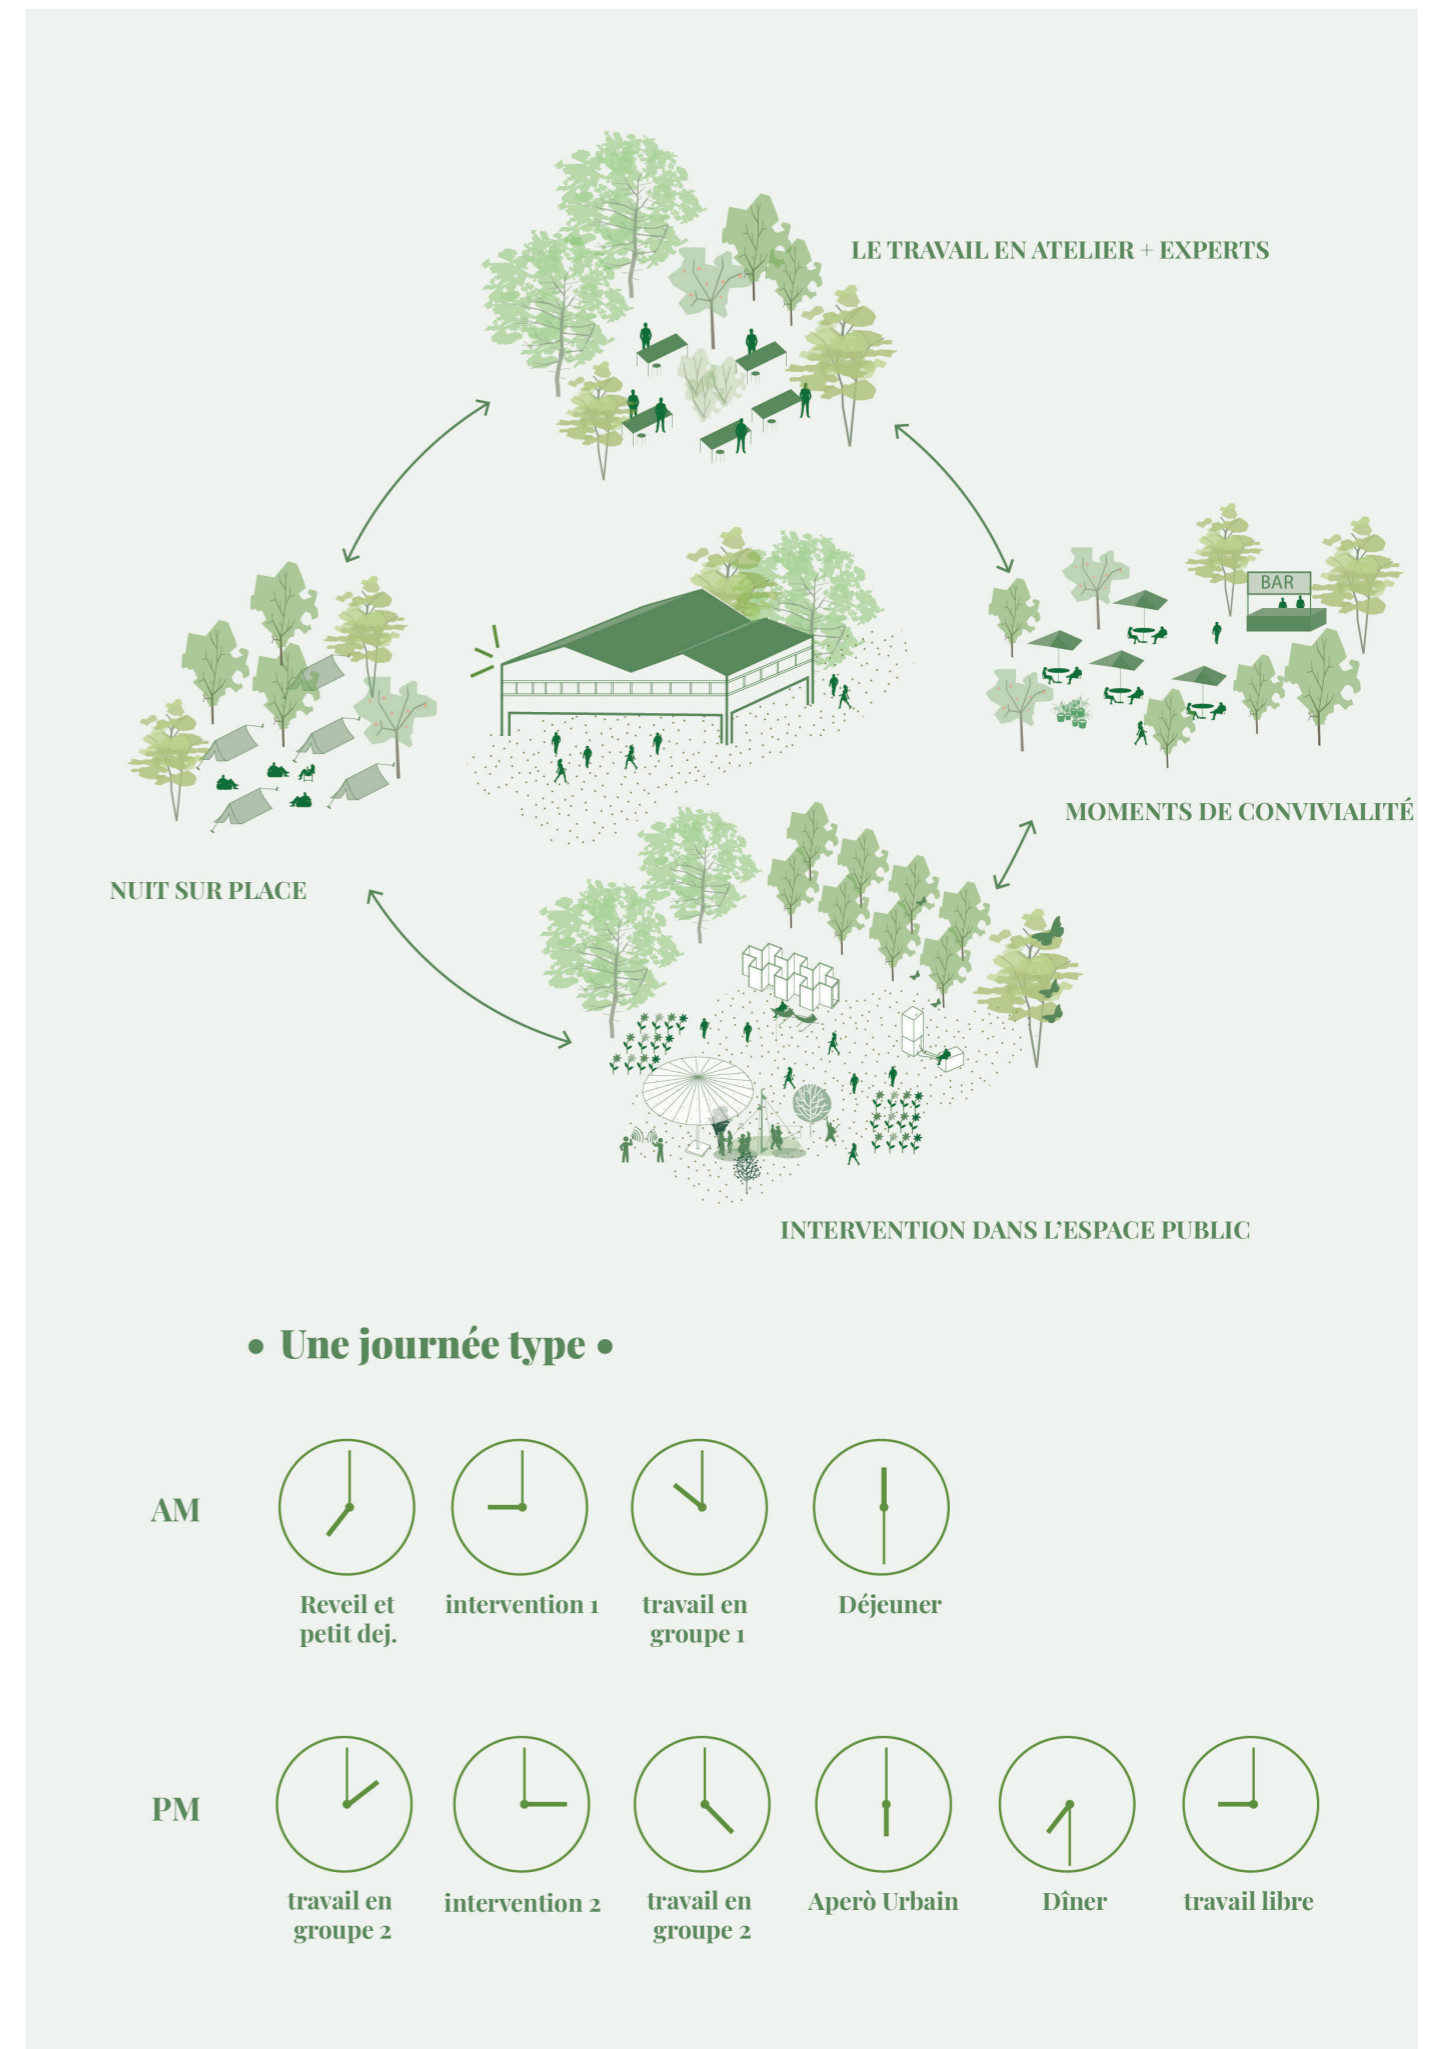 LE TRAVAIL EN ATELIER + EXPERTS
BAR
MOMENTS DE CONVIVIALITÉ
NUIT SUR PLACE
INTERVENTION DANS L'ESPACE PUBLIC
• Une journée type •
AM
Reveil et
petit dej.
intervention 1
travail en
groupe 1
Déjeuner
PM
travail en
groupe 2
intervention 2
travail en
groupe 2
Aperò Urbain
Dîner
travail libre